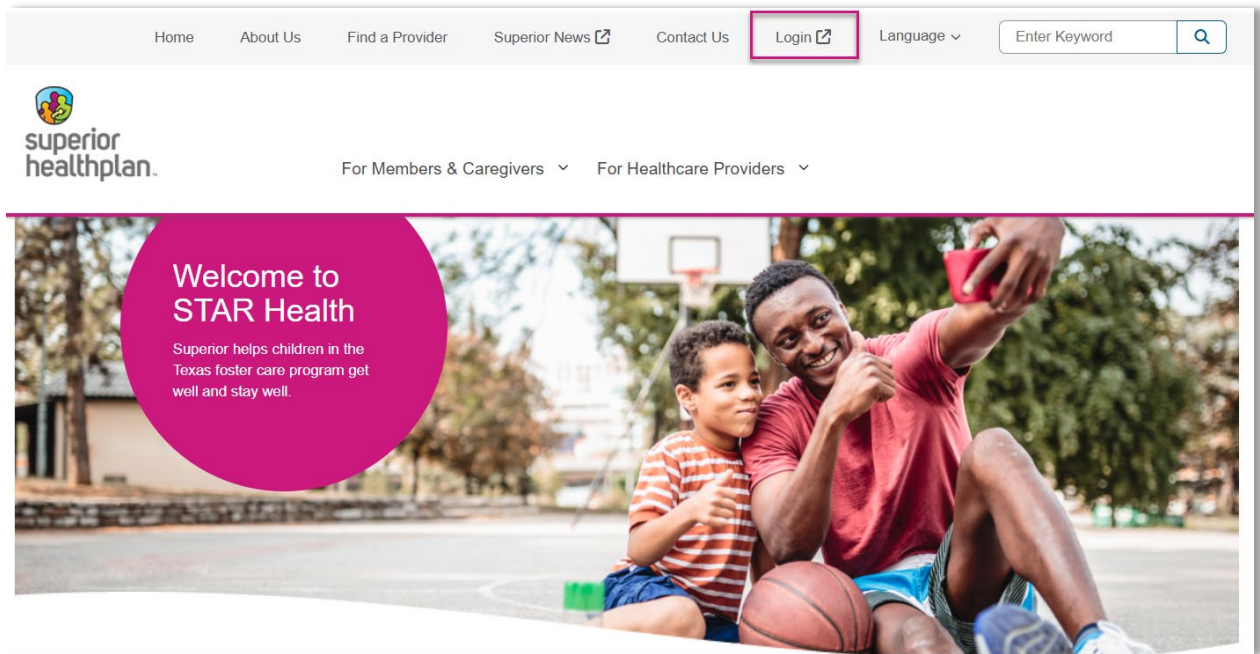 Home About Us Find a Provider Superior News Contact Us Login Language Enter Keyword
superior
healthplan™
For Members & Caregivers For Healthcare Providers
Welcome to
STAR Health
Superior helps children in the
Texas foster care program get
well and stay well.